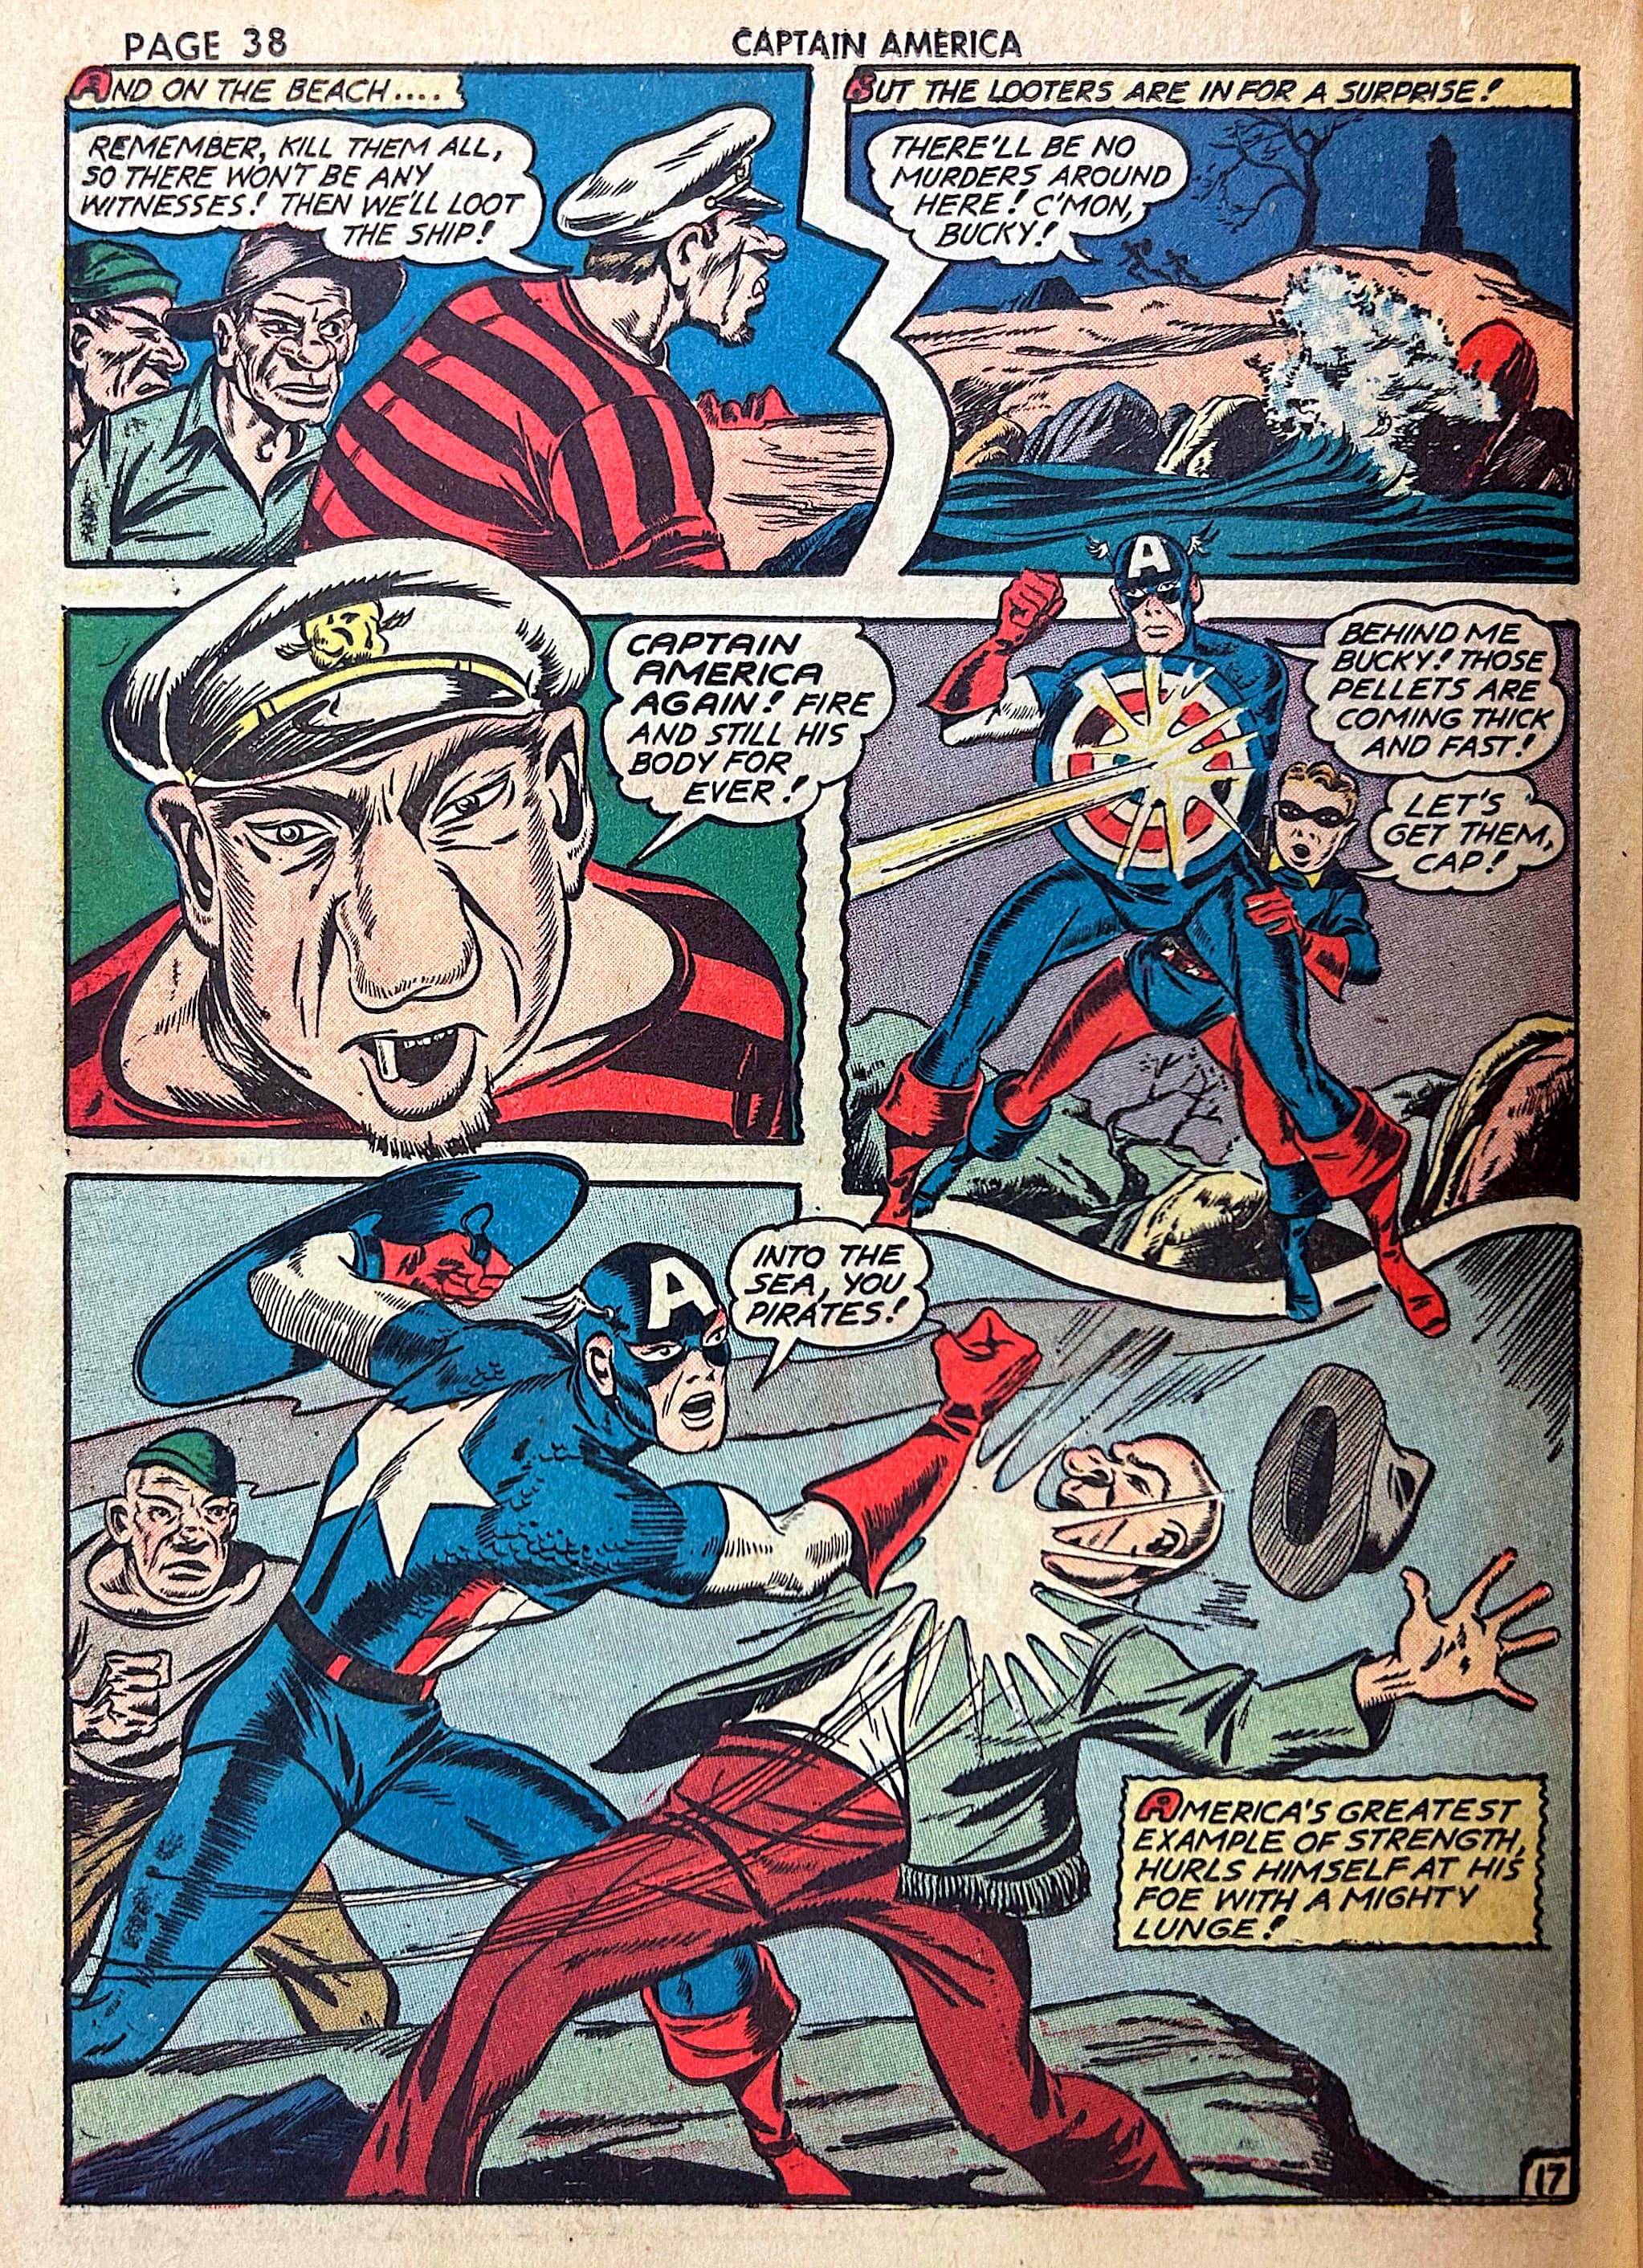 PAGE 38
CAPTAIN AMERICA
AND ON THE BEACH....
REMEMBER, KILL THEM ALL,
SO THERE WON'T BE ANY
WITNESSES! THEN WE'LL LOOT
THE SHIP!
BUT THE LOOTERS ARE IN FOR A SURPRISE!
THERE'LL BE NO
MURDERS AROUND
HERE! C'MON,
BUCKY!
CAPTAIN
AMERICA
AGAIN! FIRE
AND STILL HIS
BODY FOR
EVER!
A
BEHIND ME
BUCKY! THOSE
PELLETS ARE
COMING THICK
AND FAST!
LET'S
GET THEM,
CAP!
INTO THE
SEA, YOU
PIRATES!
A
AMERICA'S GREATEST
EXAMPLE OF STRENGTH,
HURLS HIMSELF AT HIS
FOE WITH A MIGHTY
LUNGE!
17